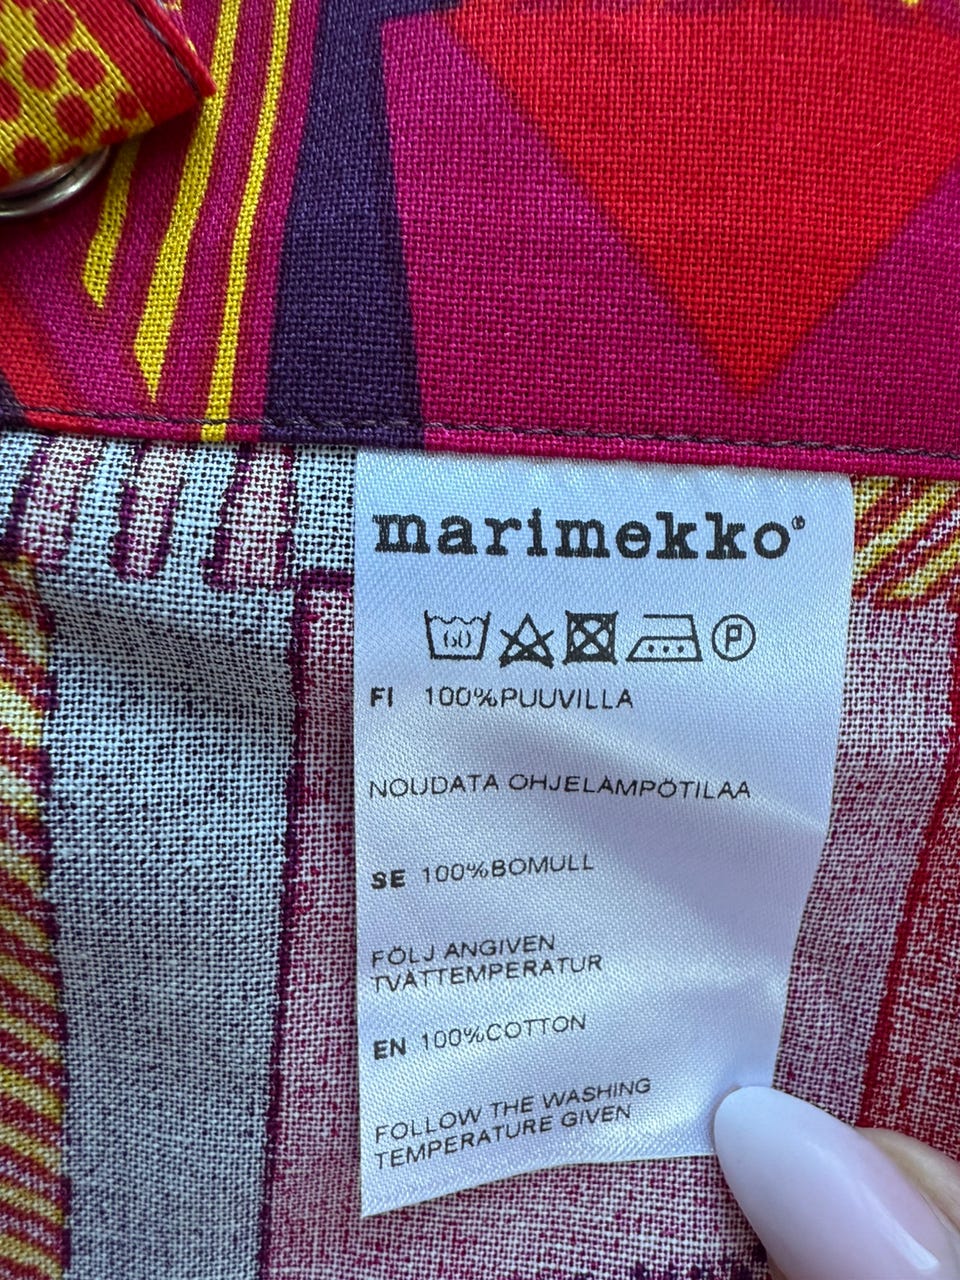 marimekko®
60 P
FI 100%PUUVILLA
NOUDATA OHJELÄMPÖTILAA
SE 100%BOMULL
FÖLJ ANGIVEN
TVÄTTEMPERATUR
EN 100%COTTON
FOLLOW THE WASHING
TEMPERATURE GIVEN